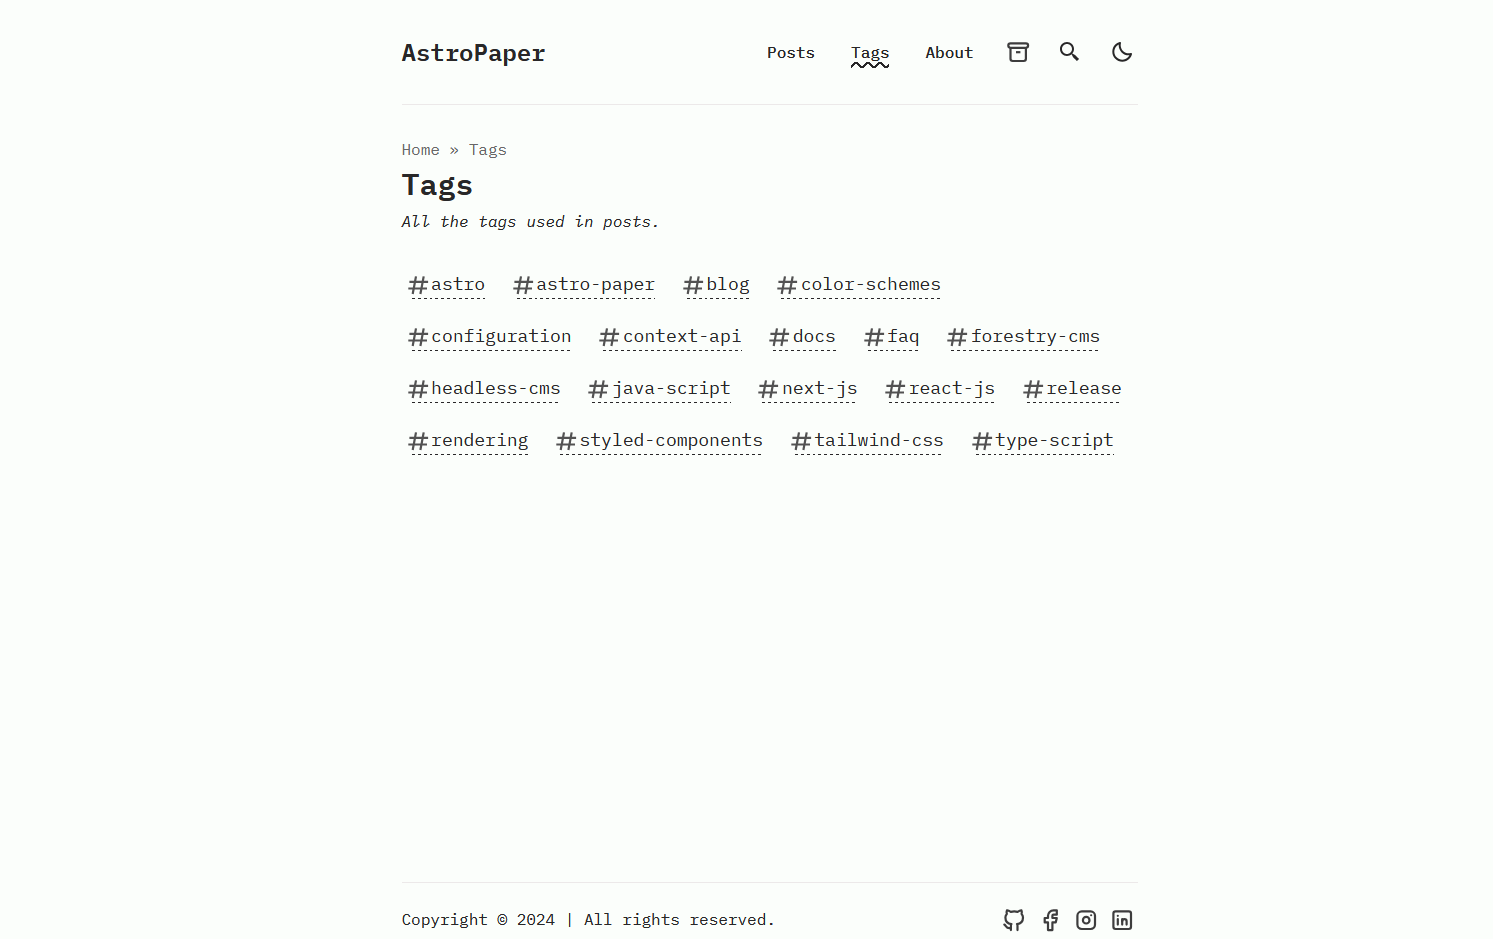 AstroPaper Posts Tags About
Home » Tags
Tags
All the tags used in posts.
#astro #astro-paper #blog #color-schemes
#configuration #context-api #docs #faq #forestry-cms
#headless-cms #java-script #next-js #react-js #release
#rendering #styled-components #tailwind-css #type-script
Copyright © 2024 | All rights reserved.